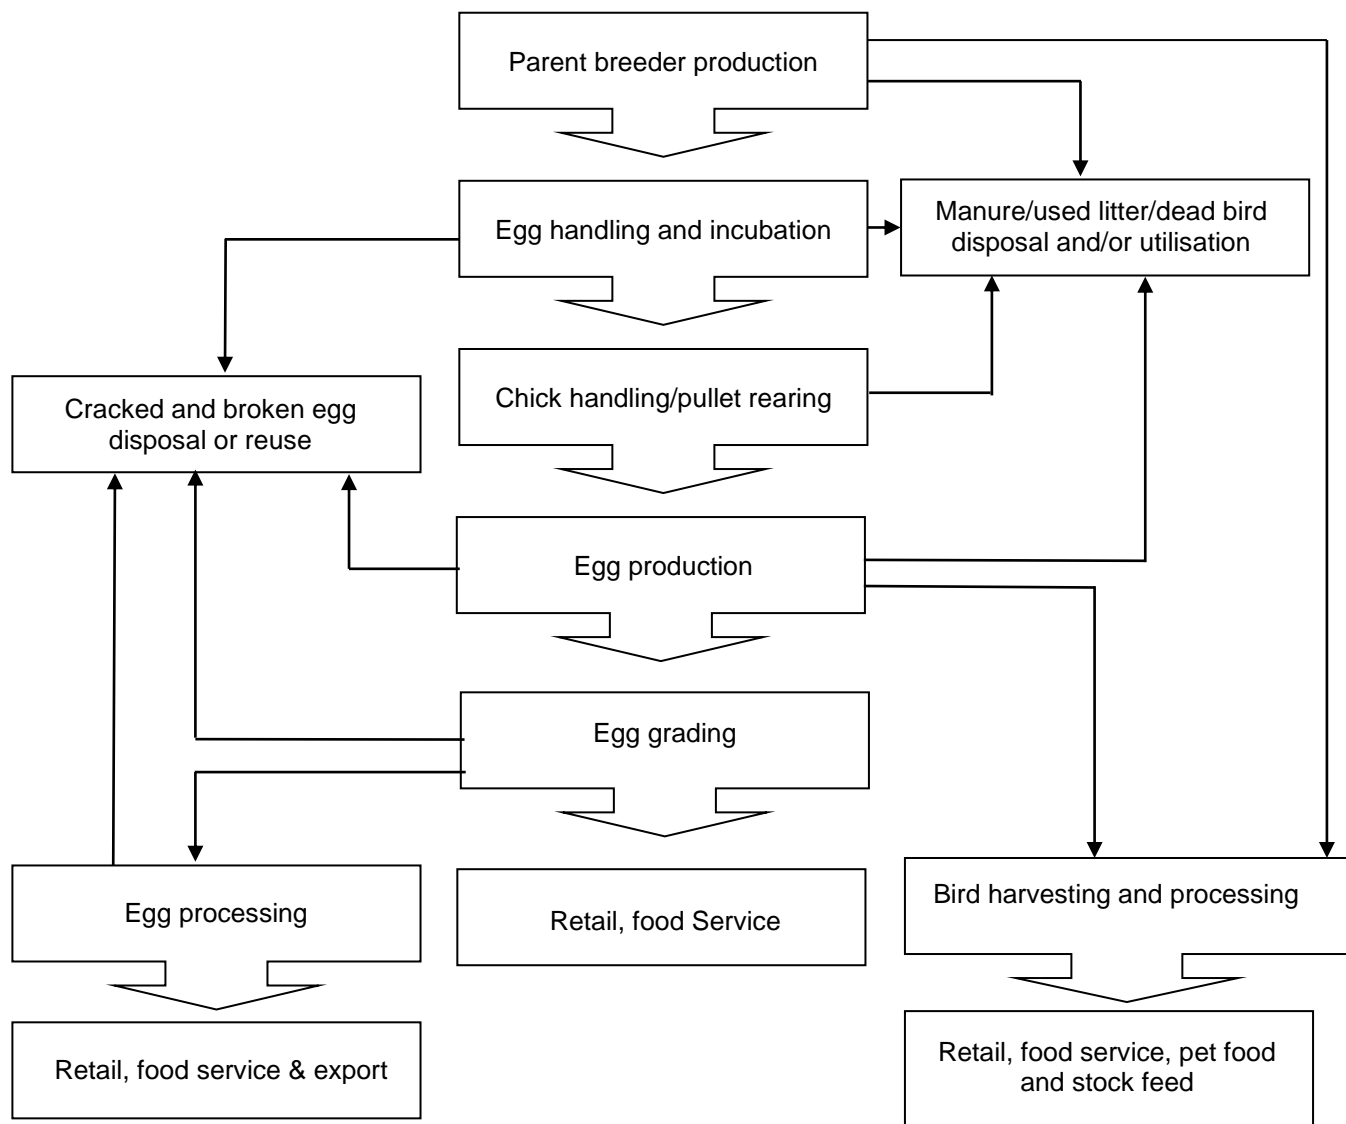 Parent breeder production
Manure/used litter/dead bird
disposal and/or utilisation
Egg handling and incubation
Cracked and broken egg
disposal or reuse
Chick handling/pullet rearing
Egg production
Egg grading
Egg processing
Retail, food Service
Bird harvesting and processing
Retail, food service & export
Retail, food service, pet food
and stock feed